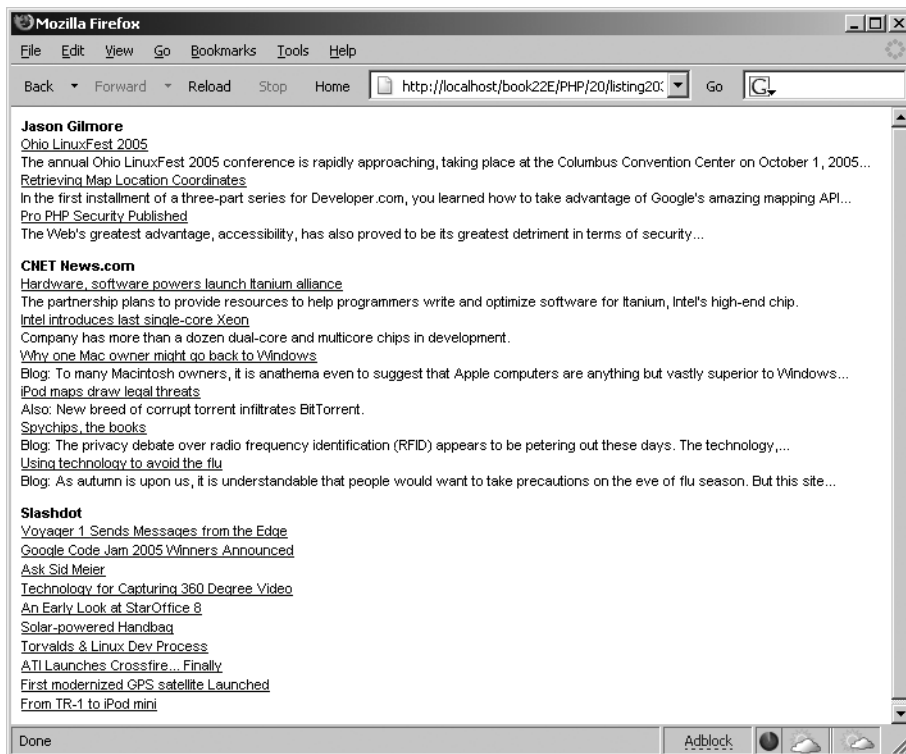 Mozilla Firefox
File Edit View Go Bookmarks Tools Help
Back Forward Reload Stop Home http://localhost/book22E/PHP/20/listing20: Go G
Jason Gilmore
Ohio LinuxFest 2005
The annual Ohio LinuxFest 2005 conference is rapidly approaching, taking place at the Columbus Convention Center on October 1, 2005...
Retrieving Map Location Coordinates
In the first installment of a three-part series for Developer.com, you learned how to take advantage of Google's amazing mapping API...
Pro PHP Security Published
The Web's greatest advantage, accessibility, has also proved to be its greatest detriment in terms of security...
CNET News.com
Hardware, software powers launch Itanium alliance
The partnership plans to provide resources to help programmers write and optimize software for Itanium, Intel's high-end chip.
Intel introduces last single-core Xeon
Company has more than a dozen dual-core and multicore chips in development.
Why one Mac owner might go back to Windows
Blog: To many Macintosh owners, it is anathema even to suggest that Apple computers are anything but vastly superior to Windows...
iPod maps draw legal threats
Also: New breed of corrupt torrent infiltrates BitTorrent.
Spychips, the books
Blog: The privacy debate over radio frequency identification (RFID) appears to be petering out these days. The technology,...
Using technology to avoid the flu
Blog: As autumn is upon us, it is understandable that people would want to take precautions on the eve of flu season. But this site...
Slashdot
Voyager 1 Sends Messages from the Edge
Google Code Jam 2005 Winners Announced
Ask Sid Meier
Technology for Capturing 360 Degree Video
An Early Look at StarOffice 8
Solar-powered Handbag
Torvalds & Linux Dev Process
ATI Launches Crossfire... Finally
First modernized GPS satellite Launched
From TR-1 to iPod mini
Done Adblock